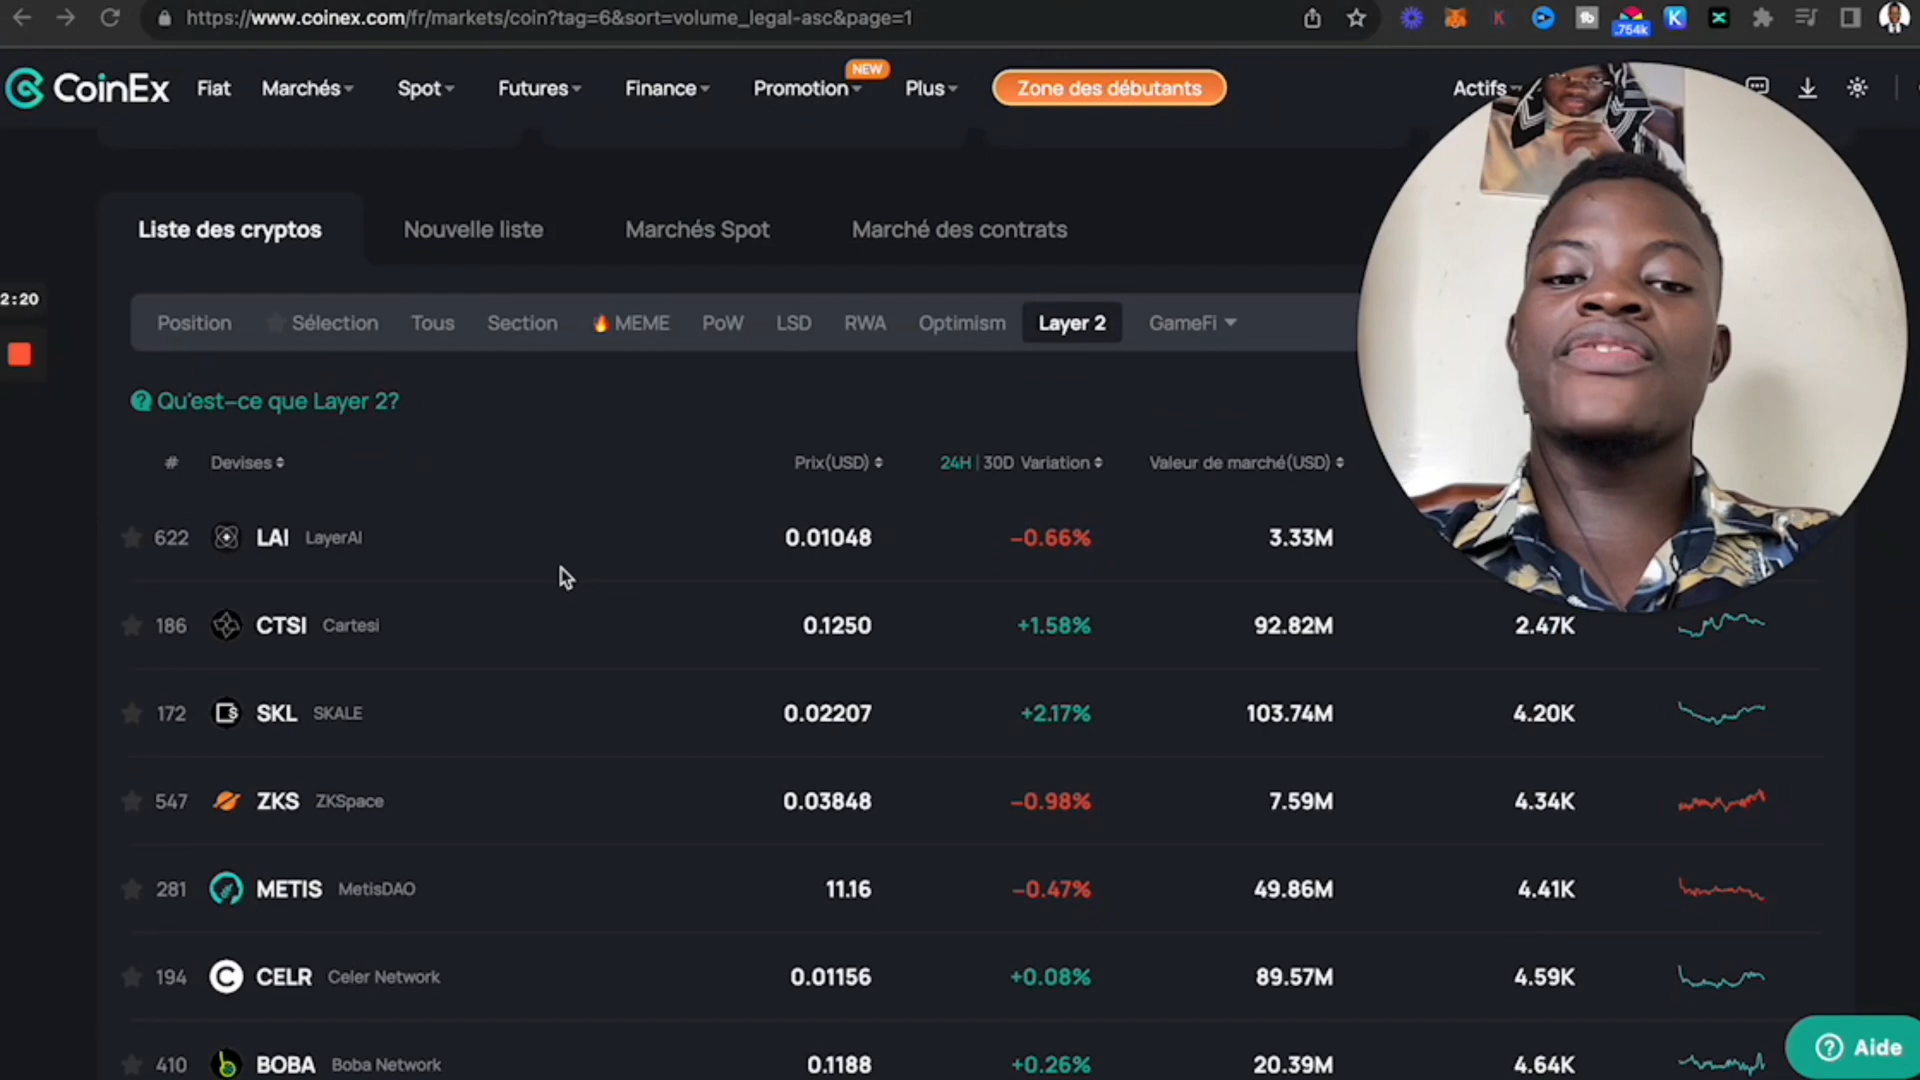 https://www.coinex.com/fr/markets/coin?tag=6&sort=volume_legal-asc&page=1
.754k
CoinEx Fiat Marchés Spot Futures Finance Promotion NEW Plus Zone des débutants Actifs
Liste des cryptos Nouvelle liste Marchés Spot Marché des contrats
2:20
Position Sélection Tous Section MEME PoW LSD RWA Optimism Layer 2 GameFi
Qu'est-ce que Layer 2?
# Devises Prix(USD) 24H | 30D Variation Valeur de marché(USD)
622 LAI LayerAI 0.01048 -0.66% 3.33M
186 CTSI Cartesi 0.1250 +1.58% 92.82M 2.47K
172 SKL SKALE 0.02207 +2.17% 103.74M 4.20K
547 ZKS ZKSpace 0.03848 -0.98% 7.59M 4.34K
281 METIS MetisDAO 11.16 -0.47% 49.86M 4.41K
194 CELR Celer Network 0.01156 +0.08% 89.57M 4.59K
410 BOBA Boba Network 0.1188 +0.26% 20.39M 4.64K
Aide